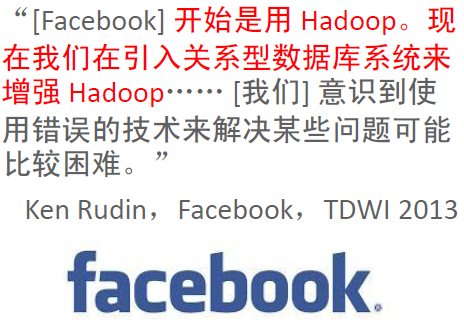 “[Facebook] 开始是用 Hadoop。现
在我们在引入关系型数据库系统来
增强 Hadoop…… [我们] 意识到使
用错误的技术来解决某些问题可能
比较困难。”
Ken Rudin，Facebook，TDWI 2013
facebook®